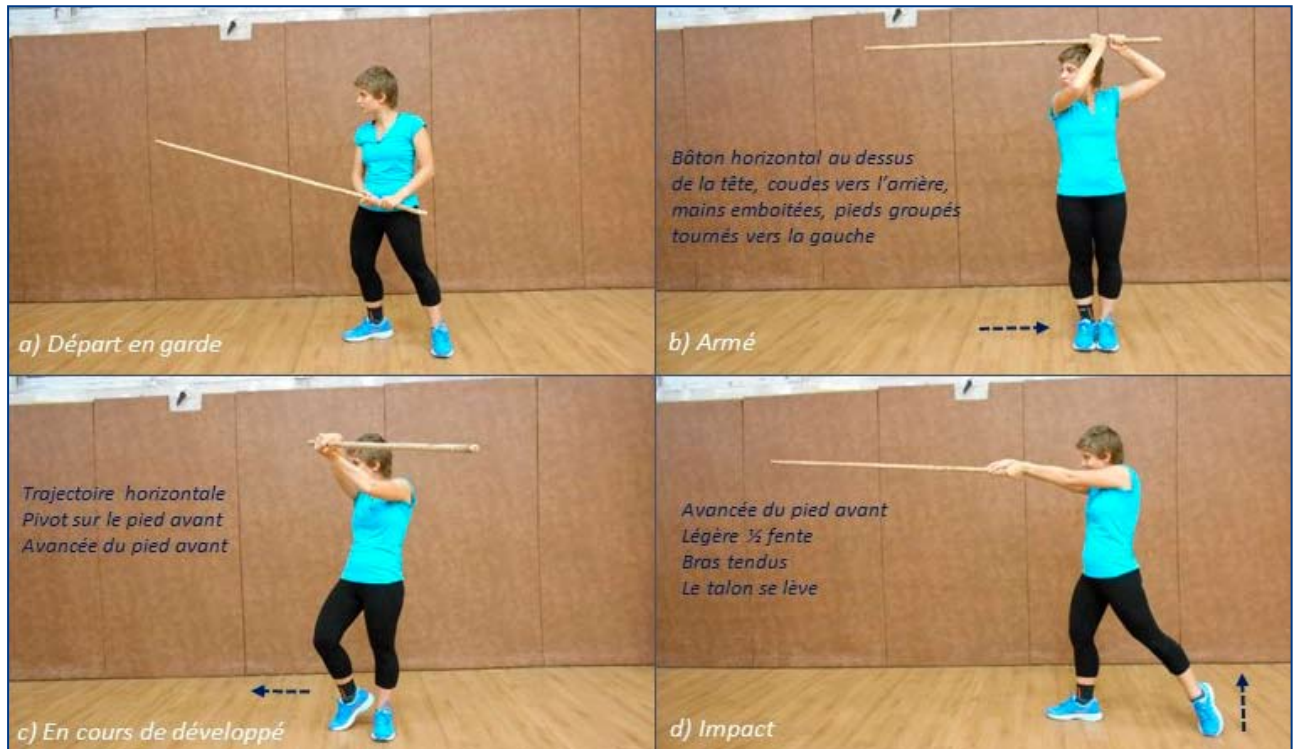 a) Départ en garde
Bâton horizontal au dessus
de la tête, coudes vers l'arrière,
mains emboitées, pieds groupés
tournés vers la gauche
b) Armé
Trajectoire horizontale
Pivot sur le pied avant
Avancée du pied avant
c) En cours de développé
Avancée du pied avant
Légère ½ fente
Bras tendus
Le talon se lève
d) Impact